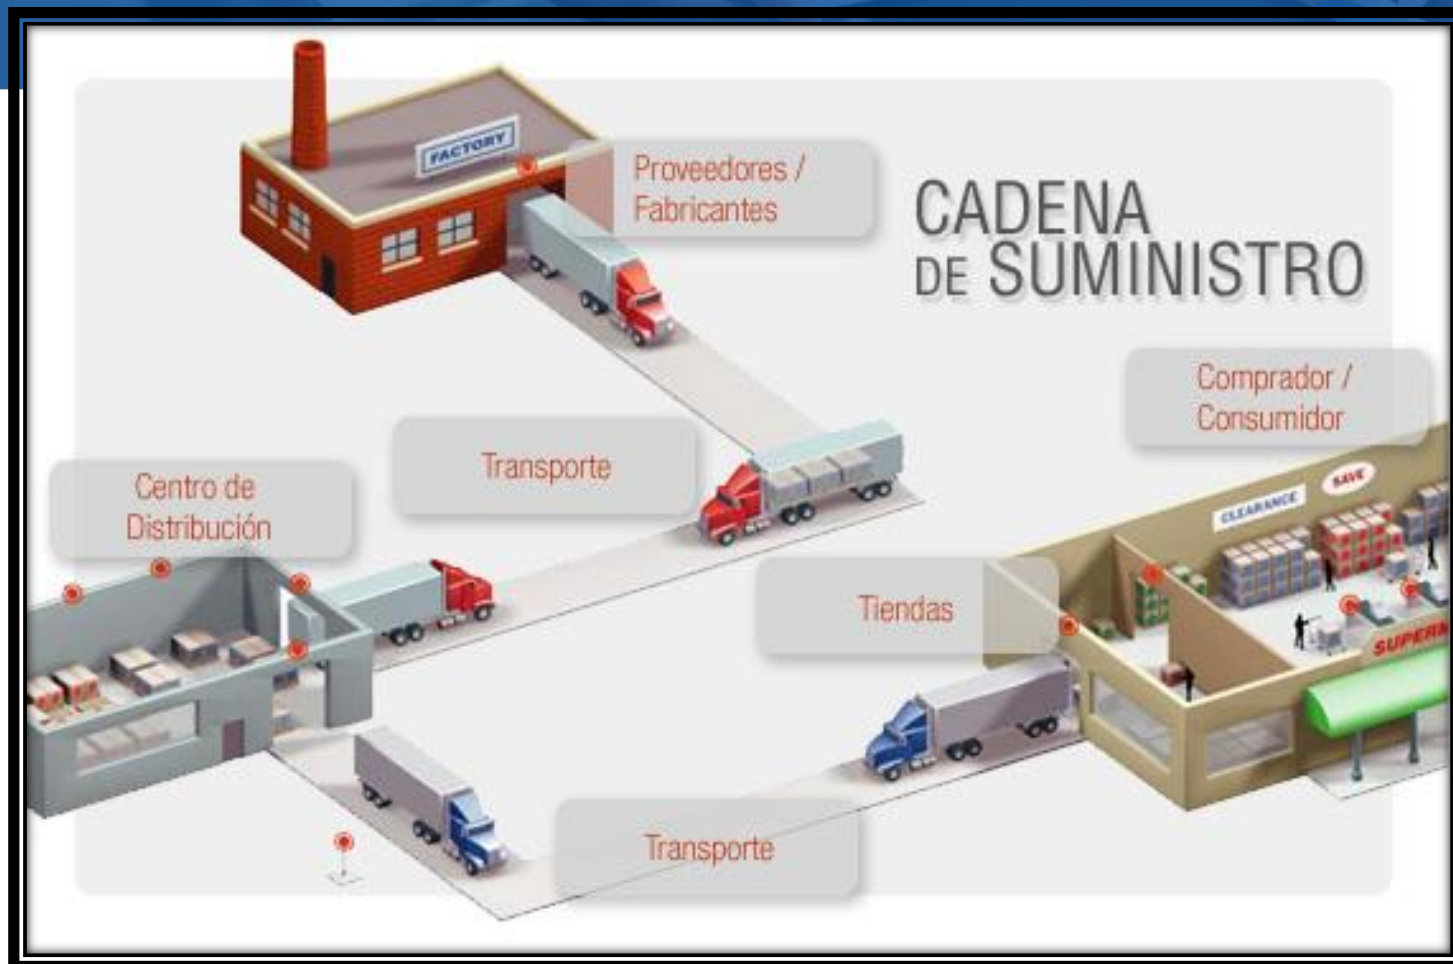 FACTORY
Proveedores /
Fabricantes
CADENA
DE SUMINISTRO
Comprador /
Consumidor
Transporte
Centro de
Distribución
SAVE
CLEARANCE
Tiendas
Transporte